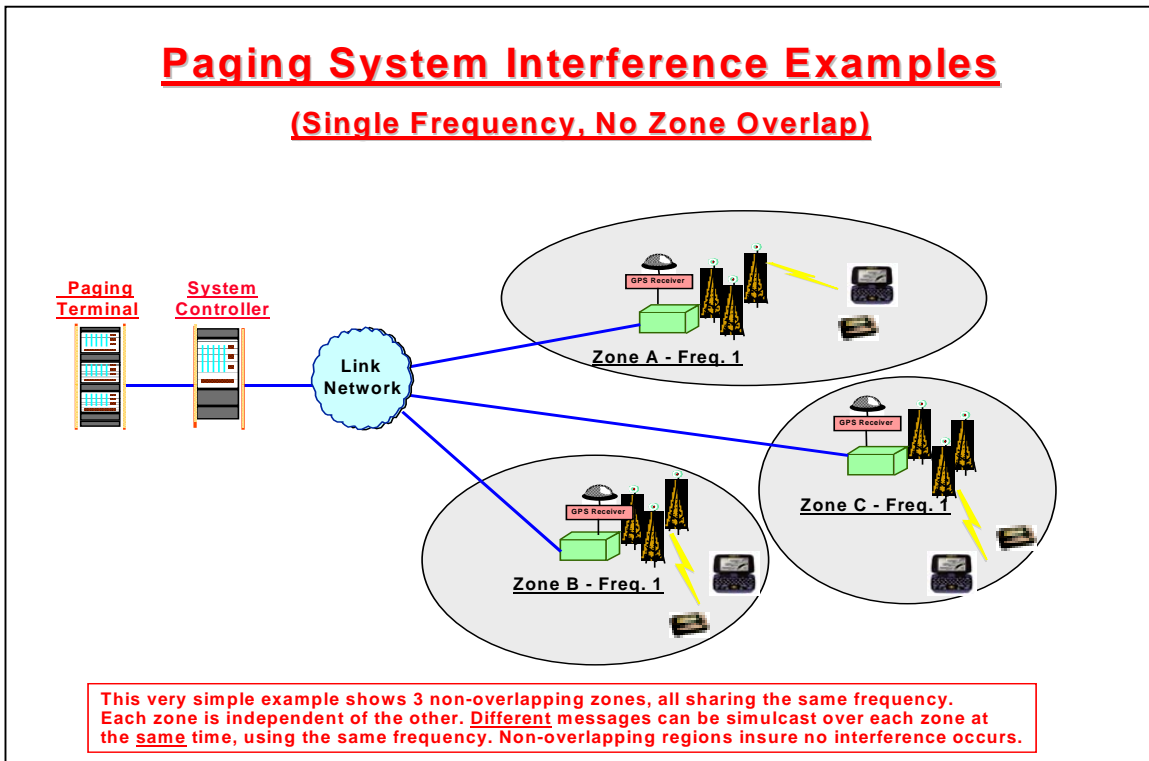 Paging System Interference Examples
(Single Frequency, No Zone Overlap)
Paging
Terminal
System
Controller
Link
Network
GPS Receiver
Zone A - Freq. 1
GPS Receiver
Zone C - Freq. 1
GPS Receiver
Zone B - Freq. 1
This very simple example shows 3 non-overlapping zones, all sharing the same frequency.
Each zone is independent of the other. Different messages can be simulcast over each zone at
the same time, using the same frequency. Non-overlapping regions insure no interference occurs.